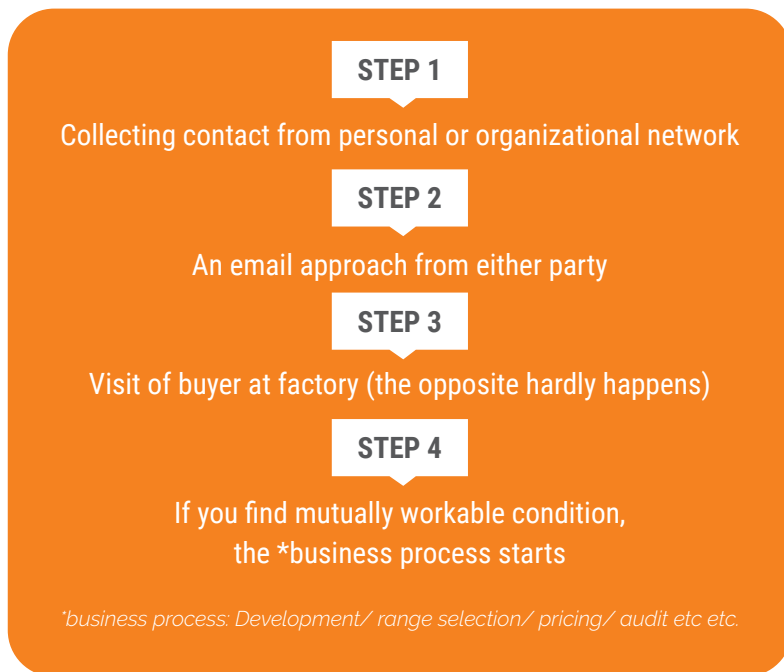 STEP 1
Collecting contact from personal or organizational network
STEP 2
An email approach from either party
STEP 3
Visit of buyer at factory (the opposite hardly happens)
STEP 4
If you find mutually workable condition,
the *business process starts
*business process: Development/ range selection/ pricing/ audit etc etc.